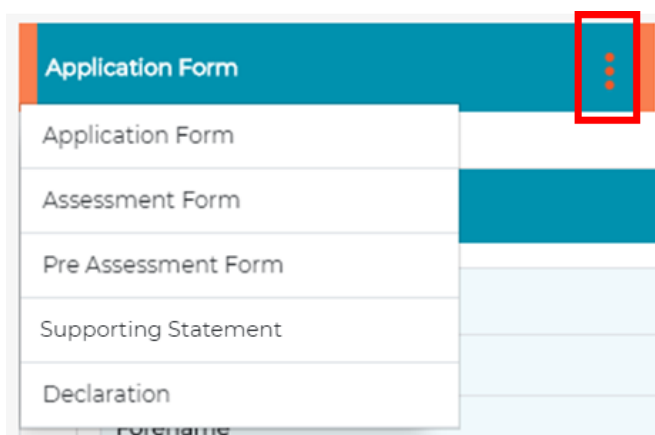 Application Form
Application Form
Assessment Form
Pre Assessment Form
Supporting Statement
Declaration
Forename